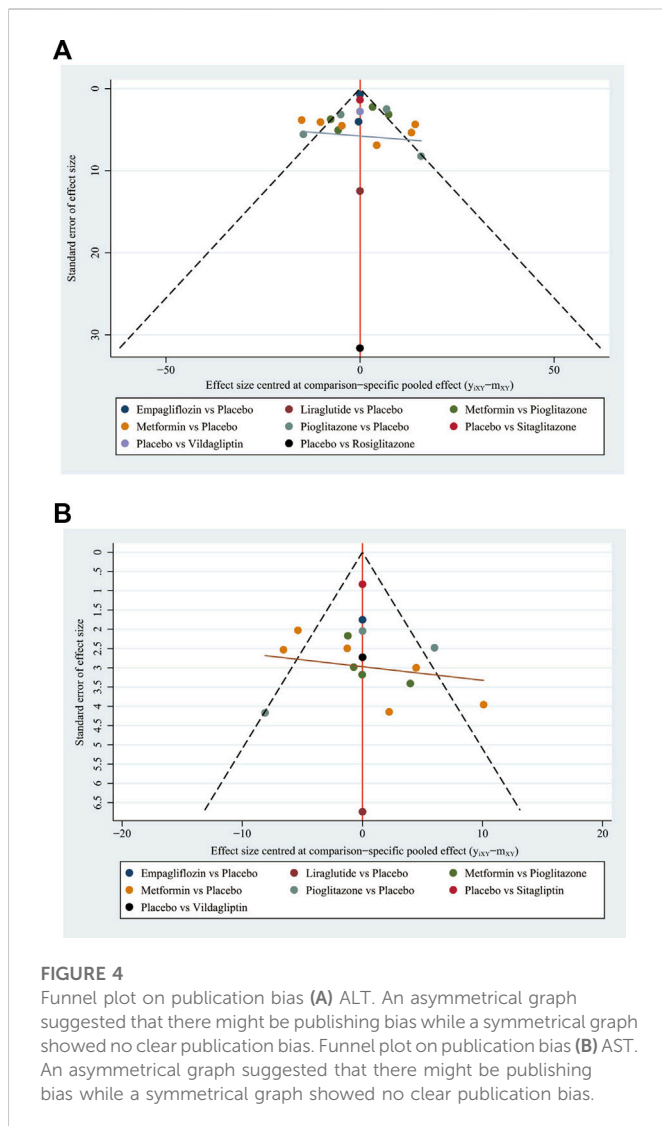 A
0
10
20
30
Standard error of effect size
−50 0 50
Effect size centred at comparison−specific pooled effect (yiXY−mXY)
Empagliflozin vs Placebo Liraglutide vs Placebo Metformin vs Pioglitazone
Metformin vs Placebo Pioglitazone vs Placebo Placebo vs Sitaglitazone
Placebo vs Vildagliptin Placebo vs Rosiglitazone
B
0
.5
1
1.5
2
2.5
3
3.5
4
4.5
5
5.5
6
6.5
Standard error of effect size
−20 −10 0 10 20
Effect size centred at comparison−specific pooled effect (yiXY−mXY)
Empagliflozin vs Placebo Liraglutide vs Placebo Metformin vs Pioglitazone
Metformin vs Placebo Pioglitazone vs Placebo Placebo vs Sitagliptin
Placebo vs Vildagliptin
FIGURE 4
Funnel plot on publication bias (A) ALT. An asymmetrical graph
suggested that there might be publishing bias while a symmetrical graph
showed no clear publication bias. Funnel plot on publication bias (B) AST.
An asymmetrical graph suggested that there might be publishing
bias while a symmetrical graph showed no clear publication bias.